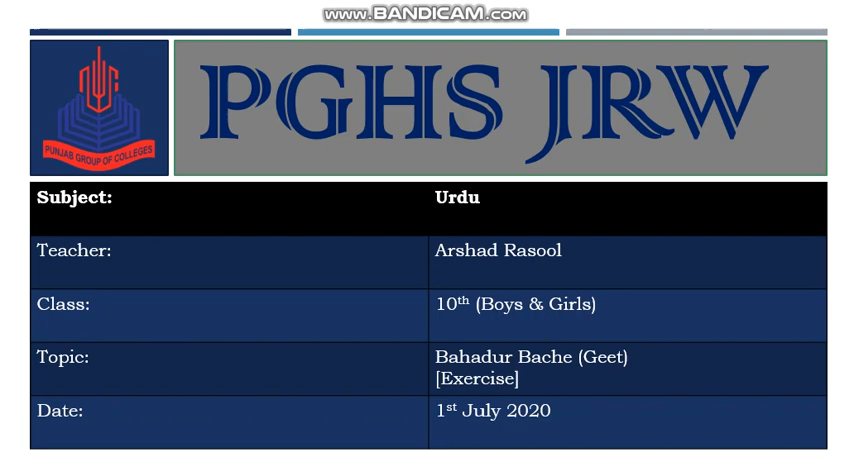 www.BANDICAM.com
PGHS JRW
PUNJAB GROUP OF COLLEGES
Subject: Urdu
Teacher: Arshad Rasool
Class: 10th (Boys & Girls)
Topic: Bahadur Bache (Geet)
[Exercise]
Date: 1st July 2020